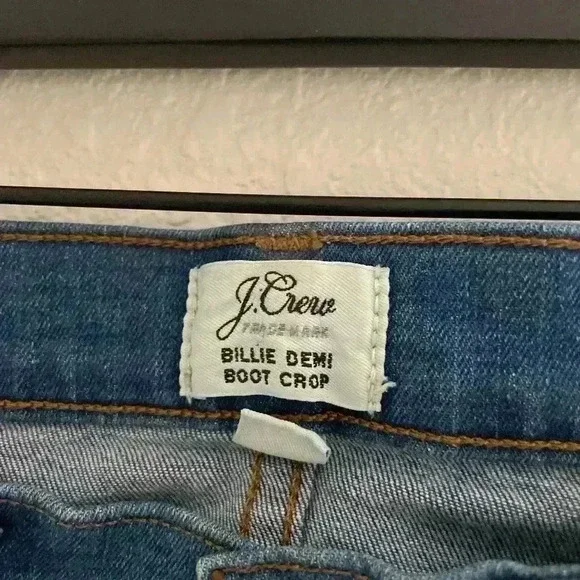 J.Crew
TRADE MARK
BILLIE DEMI
BOOT CROP